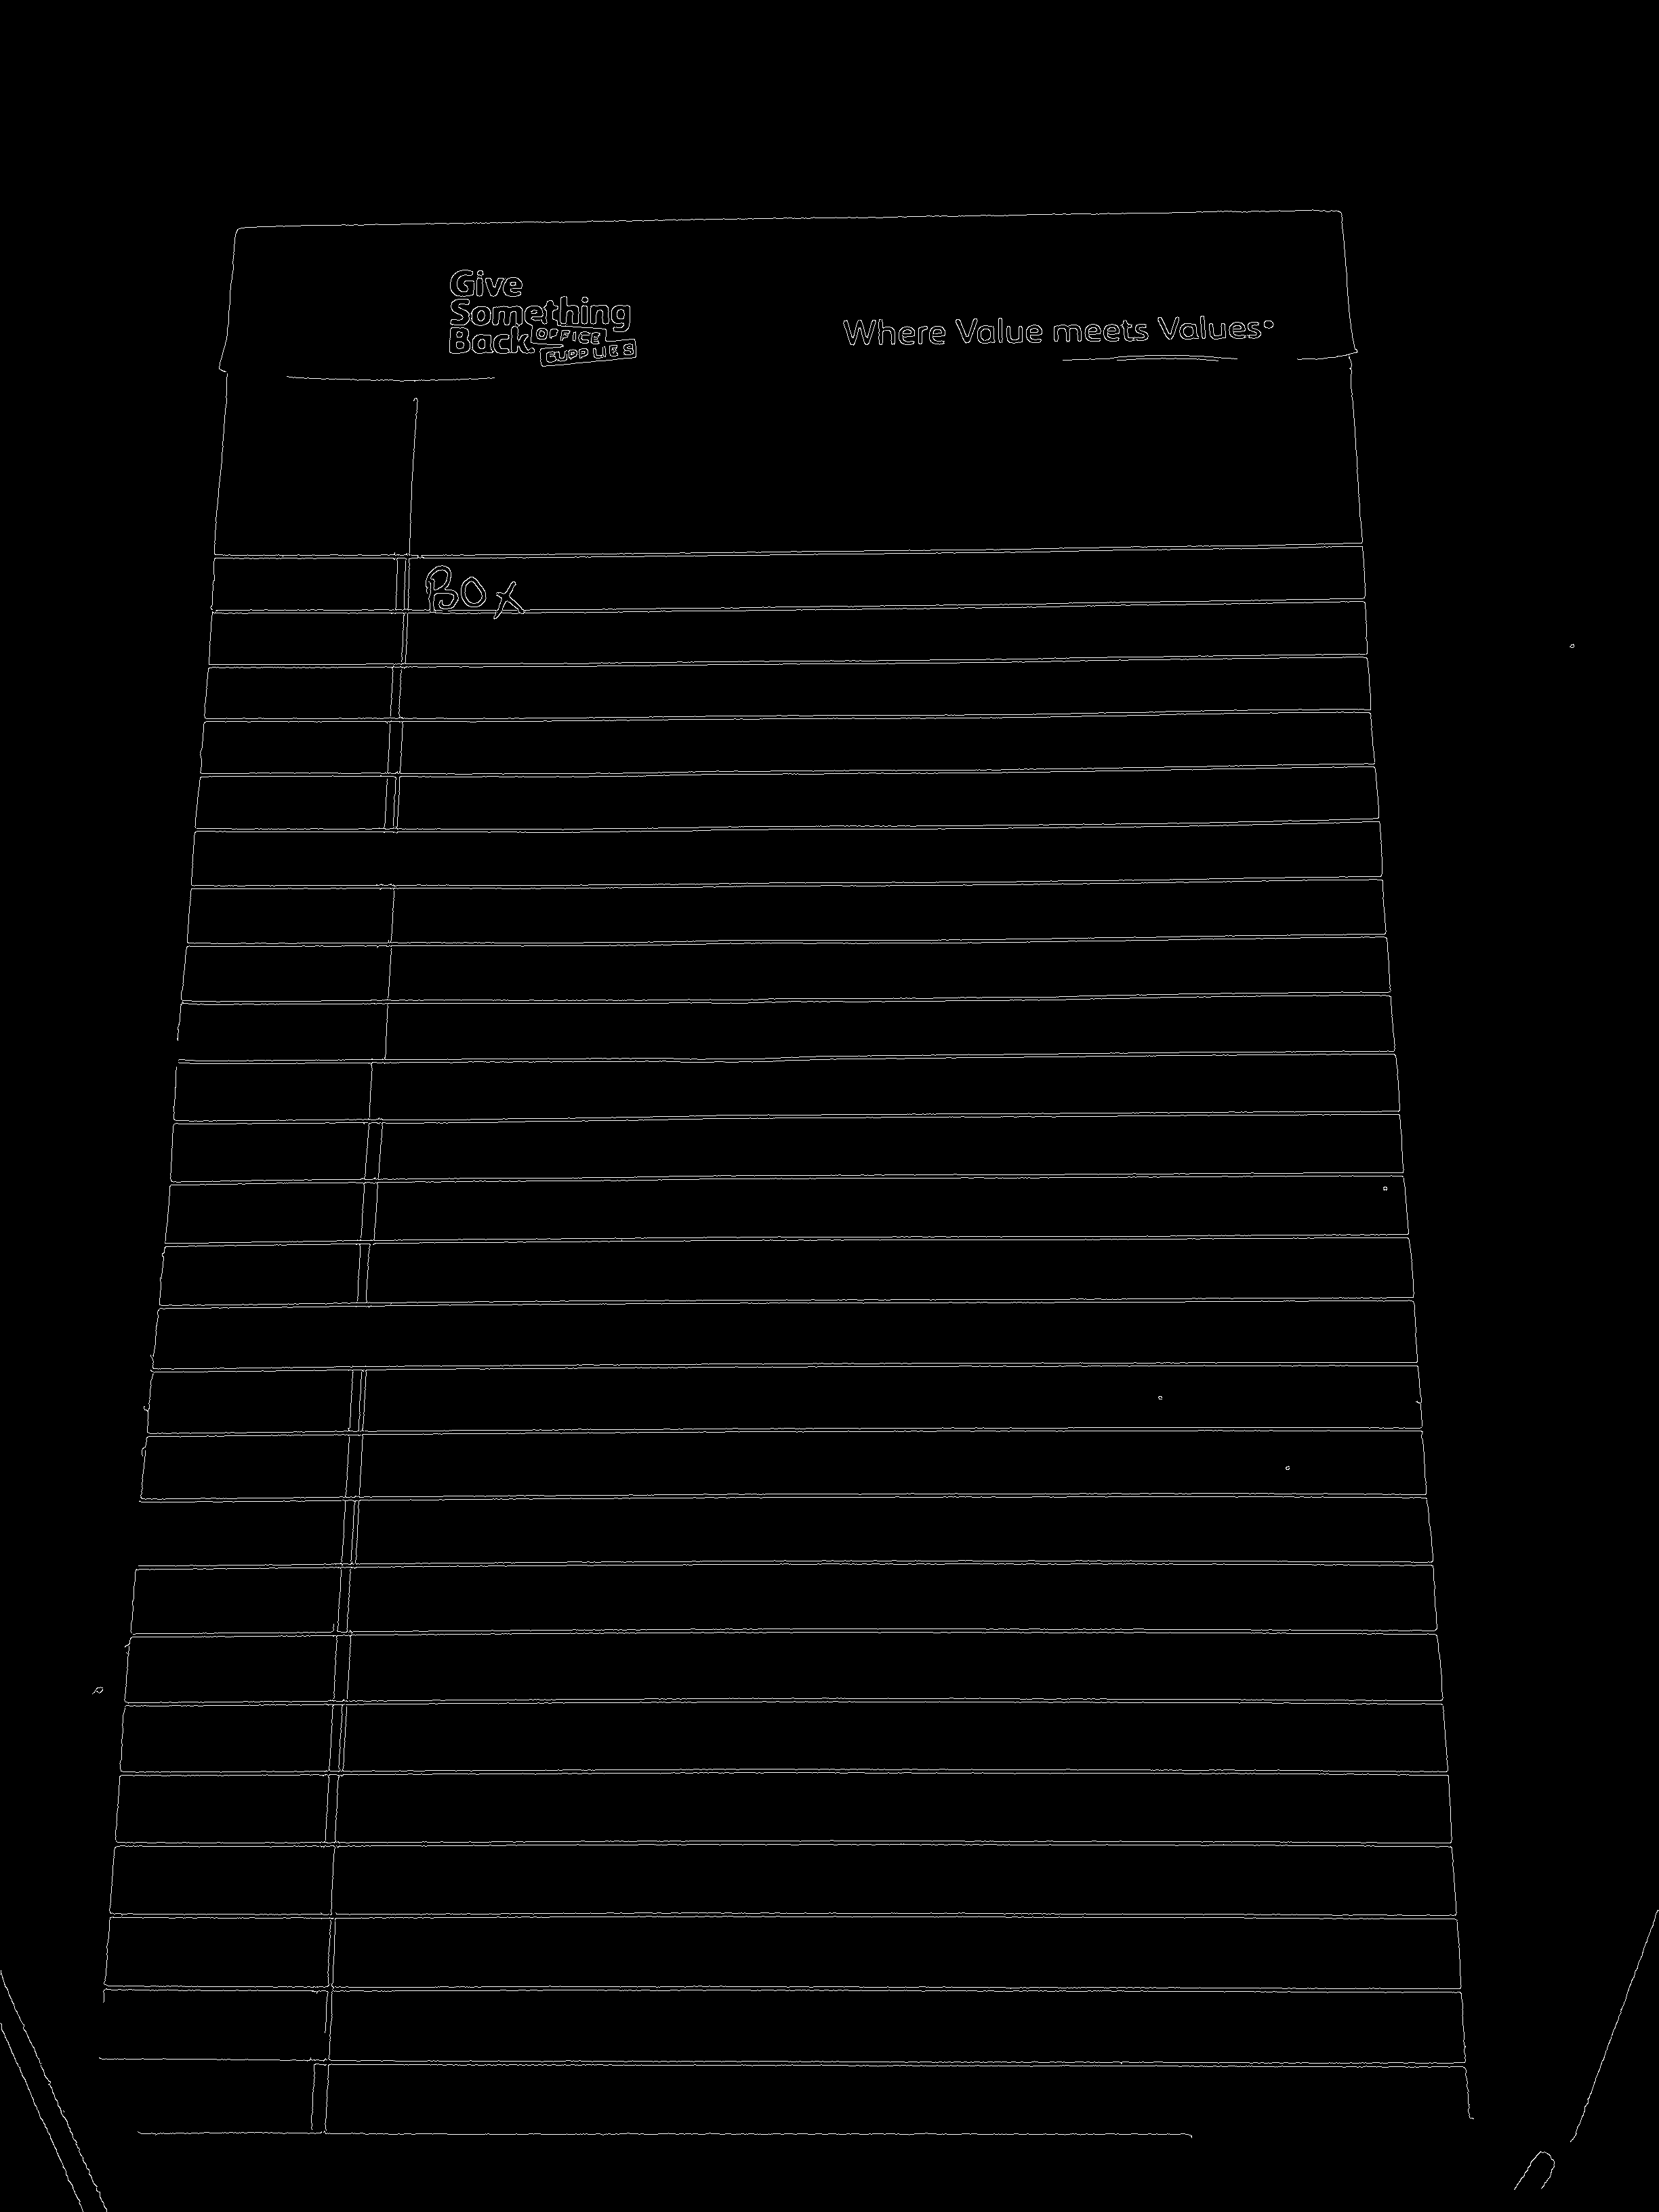 Give
Something
Back OFFICE
SUPPLIES
Where Value meets Values
BOX